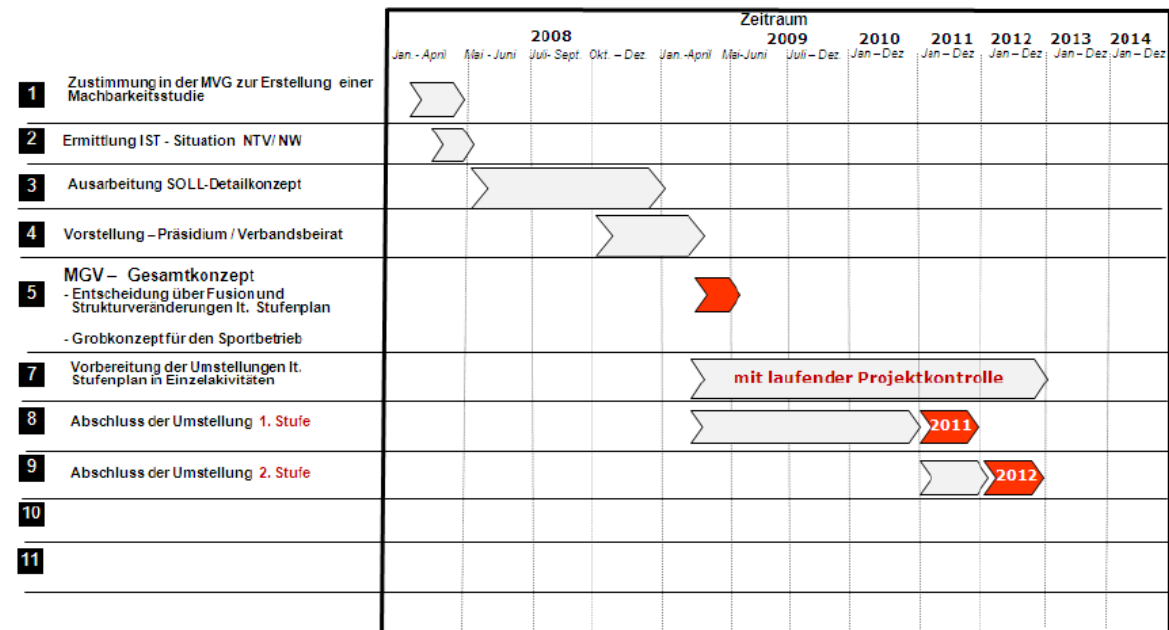 Zeitraum
2008 2009 2010 2011 2012 2013 2014
Jan. - April Mai - Juni Juli- Sept. Okt. – Dez. Jan.-April Mai-Juni Juli – Dez. Jan – Dez Jan – Dez Jan – Dez Jan – Dez Jan – Dez
1 Zustimmung in der MVG zur Erstellung einer
Machbarkeitsstudie
2 Ermittlung IST - Situation NTV/ NW
3 Ausarbeitung SOLL-Detailkonzept
4 Vorstellung – Präsidium / Verbandsbeirat
MGV – Gesamtkonzept
5 - Entscheidung über Fusion und
Strukturveränderungen lt. Stufenplan
- Grobkonzept für den Sportbetrieb
7 Vorbereitung der Umstellungen lt.
Stufenplan in Einzelakivitäten
mit laufender Projektkontrolle
8 Abschluss der Umstellung 1. Stufe 2011
9 Abschluss der Umstellung 2. Stufe 2012
10
11